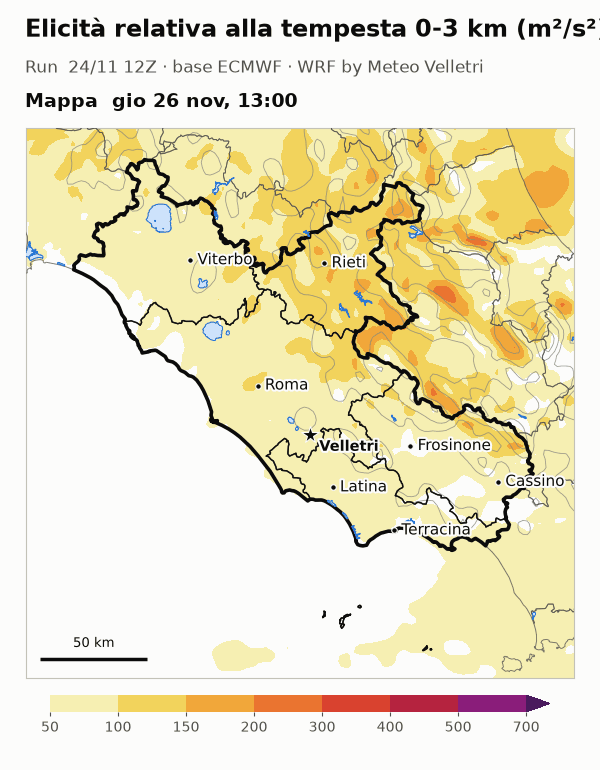 Elicità relativa alla tempesta 0-3 km (m²/s²)
Run 24/11 12Z · base ECMWF · WRF by Meteo Velletri
Mappa gio 26 nov, 13:00
Viterbo
Rieti
Roma
Velletri
Frosinone
Latina
Cassino
Terracina
50 km
50 100 150 200 300 400 500 700